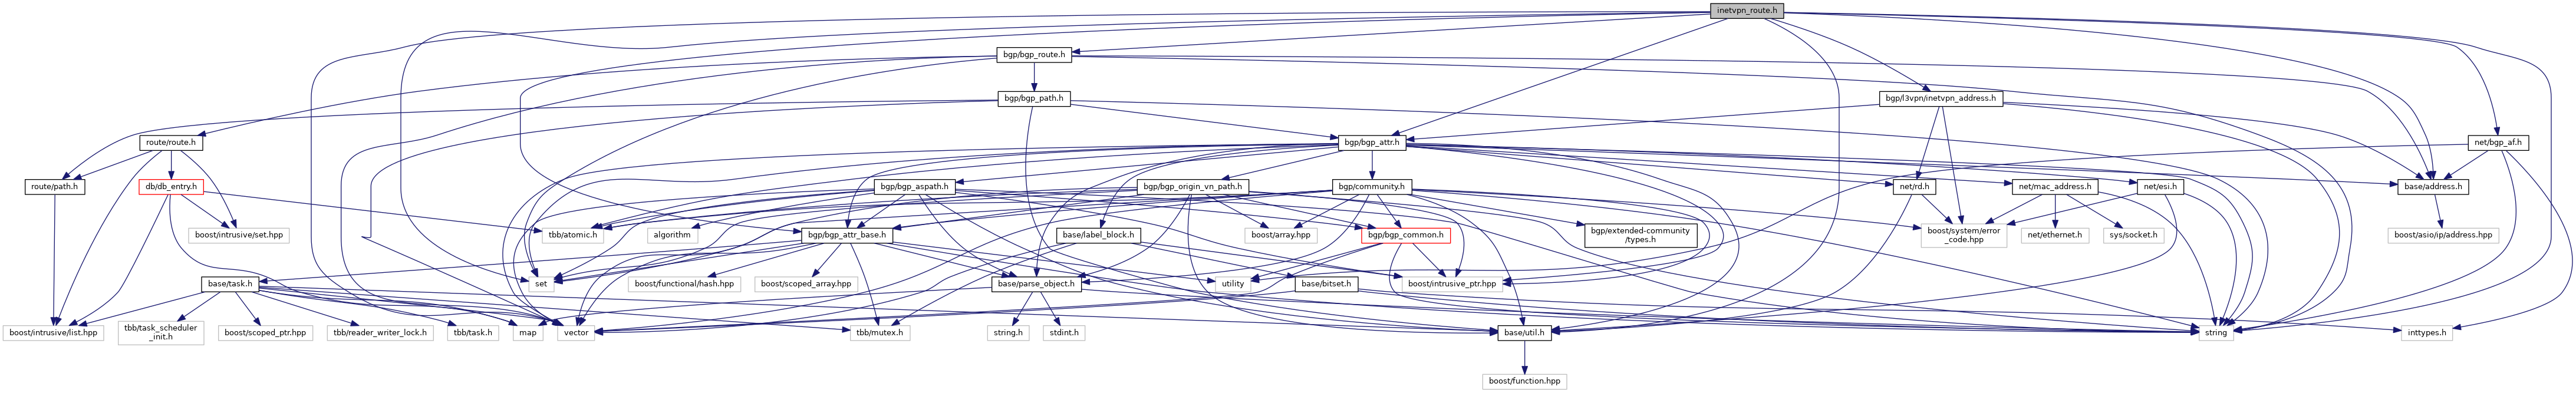 inetvpn_route.h
bgp/bgp_route.h
bgp/bgp_path.h
bgp/l3vpn/inetvpn_address.h
route/route.h
bgp/bgp_attr.h
net/bgp_af.h
route/path.h
db/db_entry.h
bgp/bgp_aspath.h
bgp/bgp_origin_vn_path.h
bgp/community.h
net/rd.h
net/mac_address.h
net/esi.h
base/address.h
boost/intrusive/set.hpp
tbb/atomic.h
algorithm
bgp/bgp_attr_base.h
base/label_block.h
boost/array.hpp
bgp/bgp_common.h
bgp/extended-community
/types.h
boost/system/error
_code.hpp
net/ethernet.h
sys/socket.h
boost/asio/ip/address.hpp
base/task.h
set
boost/functional/hash.hpp
boost/scoped_array.hpp
base/parse_object.h
utility
base/bitset.h
boost/intrusive_ptr.hpp
boost/intrusive/list.hpp
tbb/task_scheduler
_init.h
boost/scoped_ptr.hpp
tbb/reader_writer_lock.h
tbb/task.h
map
vector
tbb/mutex.h
string.h
stdint.h
base/util.h
string
inttypes.h
boost/function.hpp